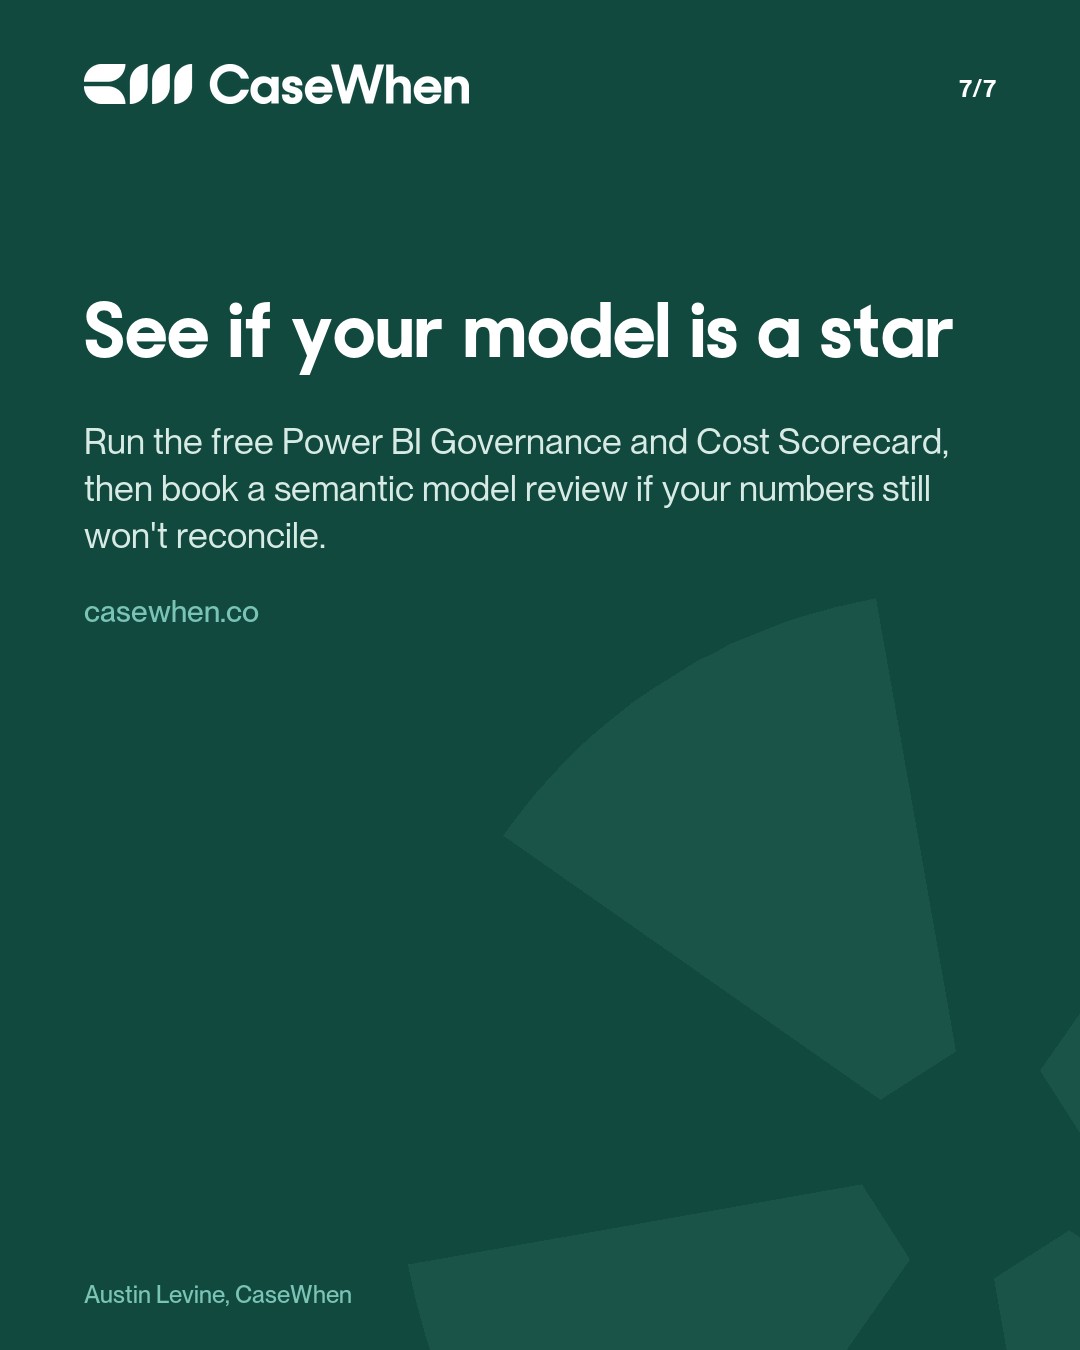 CaseWhen
7/7
See if your model is a star
Run the free Power BI Governance and Cost Scorecard,
then book a semantic model review if your numbers still
won't reconcile.
casewhen.co
Austin Levine, CaseWhen